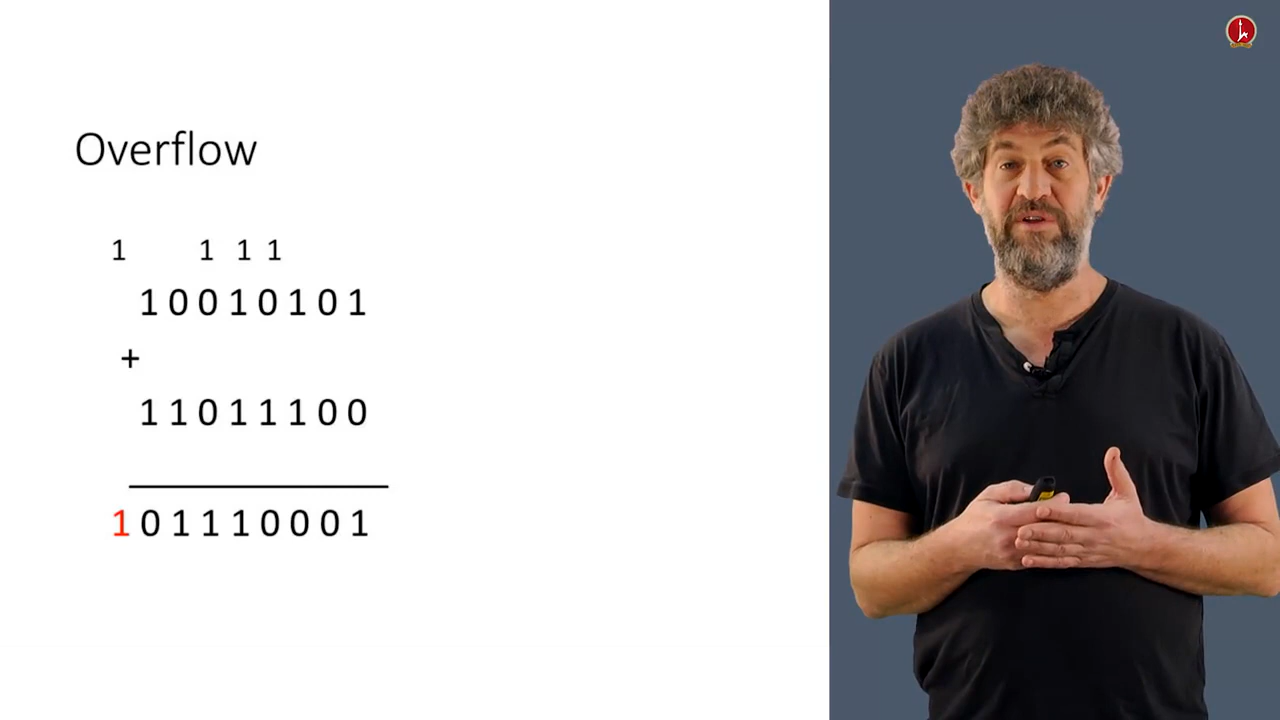 Overflow
1 1 1 1
1 0 0 1 0 1 0 1
+
1 1 0 1 1 1 0 0
1 0 1 1 1 0 0 0 1